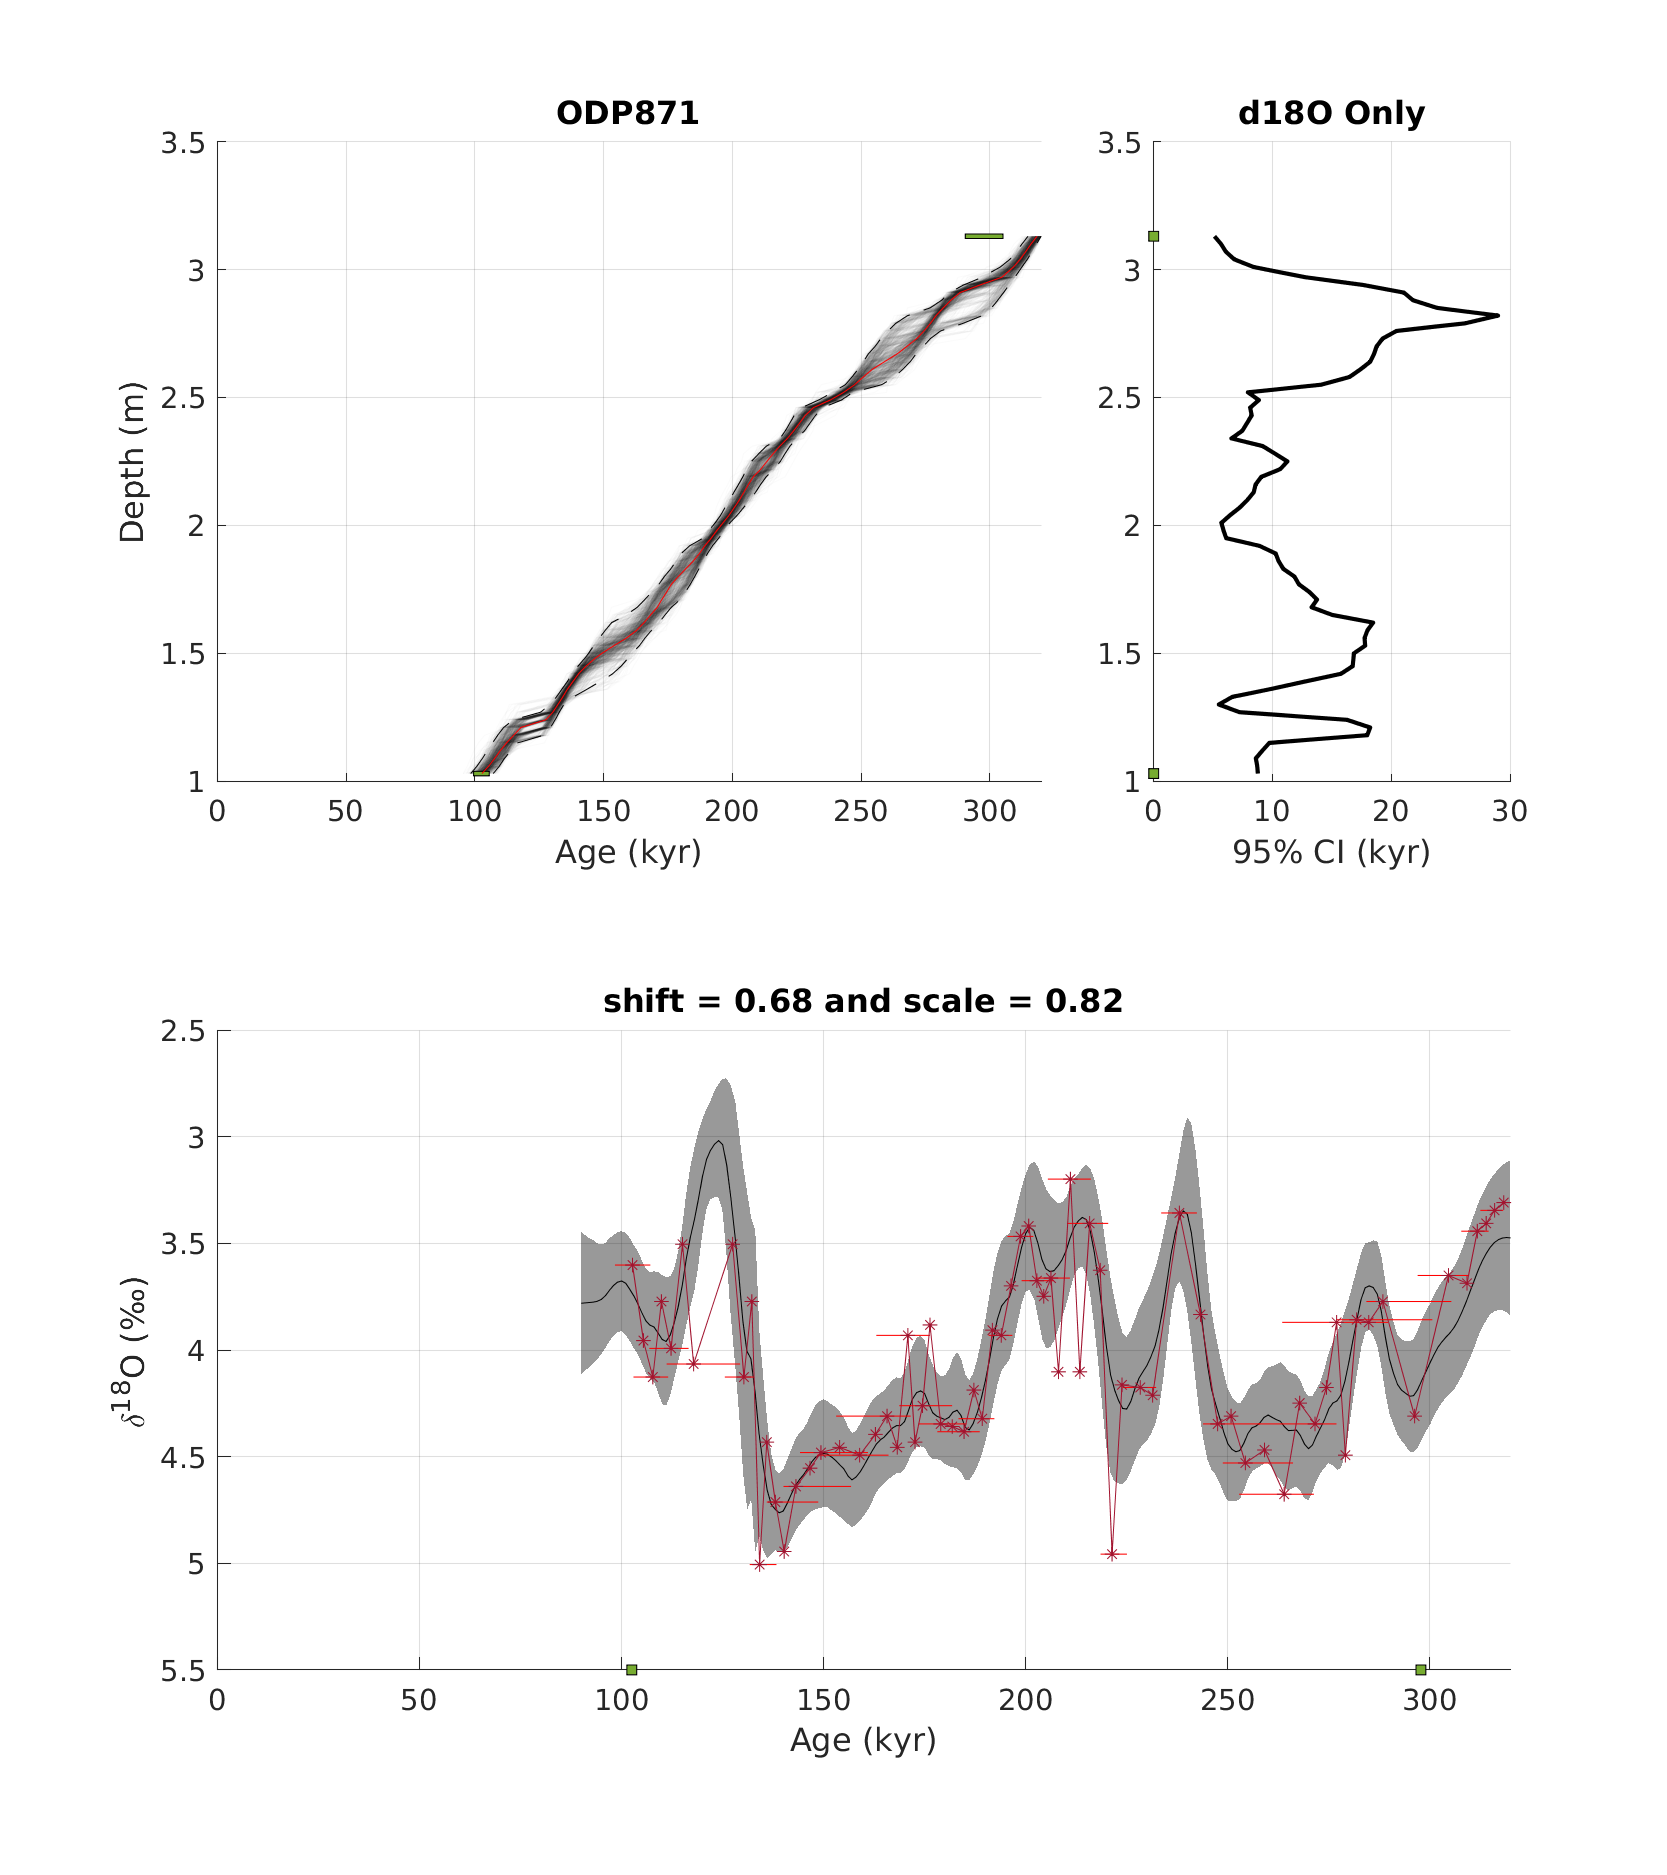 ODP871
d18O Only
3.5
3
2.5
2
1.5
1
Depth (m)
0 50 100 150 200 250 300
Age (kyr)
3.5
3
2.5
2
1.5
1
0 10 20 30
95% CI (kyr)
shift = 0.68 and scale = 0.82
2.5
3
3.5
4
4.5
5
5.5
δ¹⁸O (‰)
0 50 100 150 200 250 300
Age (kyr)